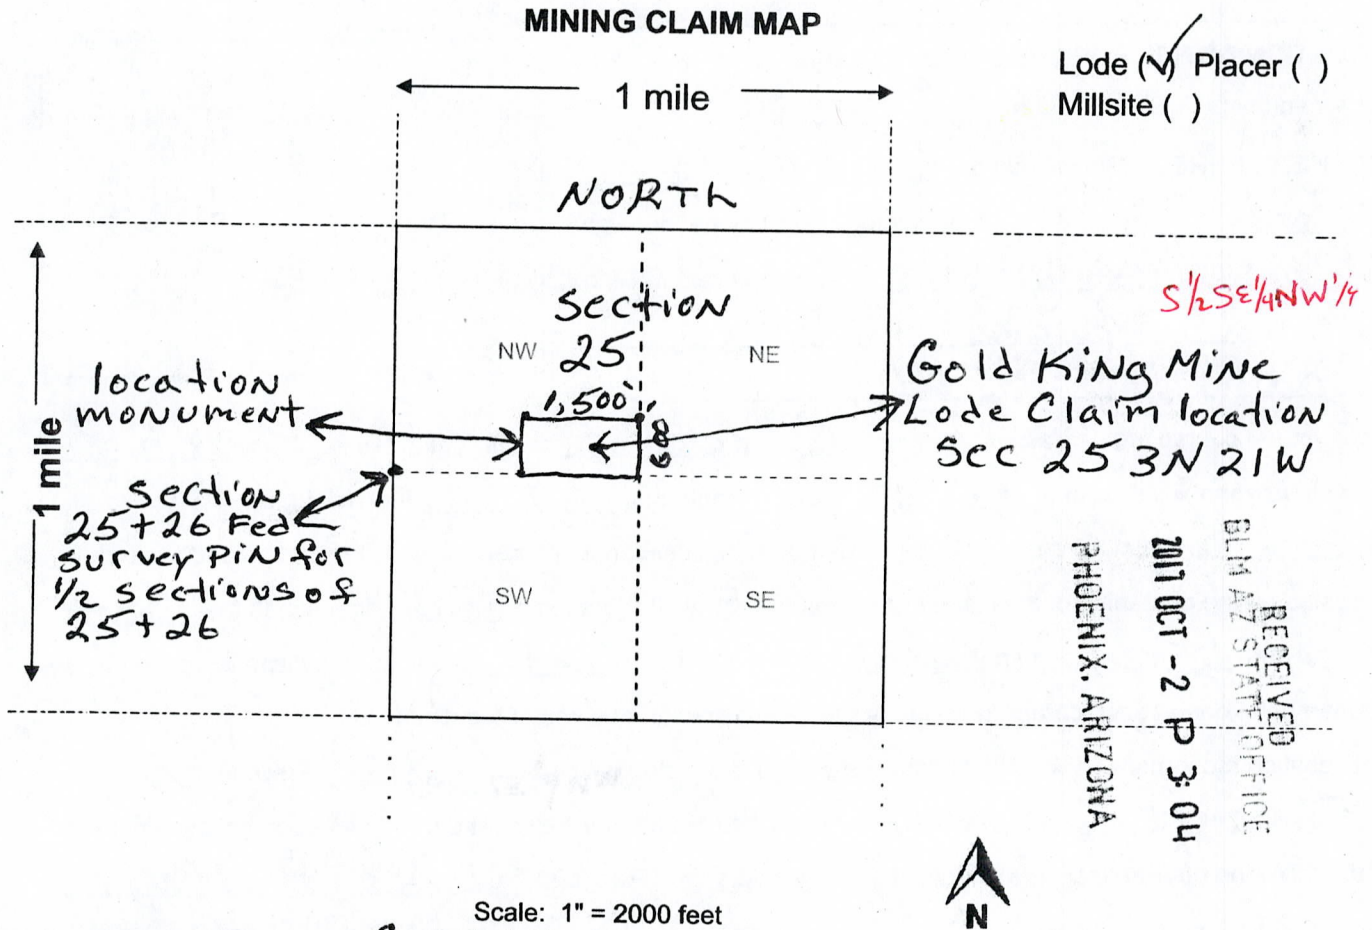 MINING CLAIM MAP
Lode (√) Placer ( )
Millsite ( )
1 mile
NORTh
S½SE¼NW¼
Section
25
NW
NE
1,500'
600'
location
monument
Gold King Mine
Lode Claim location
Sec 25 3N 21W
1 mile
section
25+26 Fed
survey PiN for
½ sections of
25+26
SW
SE
RECEIVED
BLM AZ STATE OFFICE
2017 OCT -2 P 3:04
PHOENIX, ARIZONA
Scale: 1" = 2000 feet
N